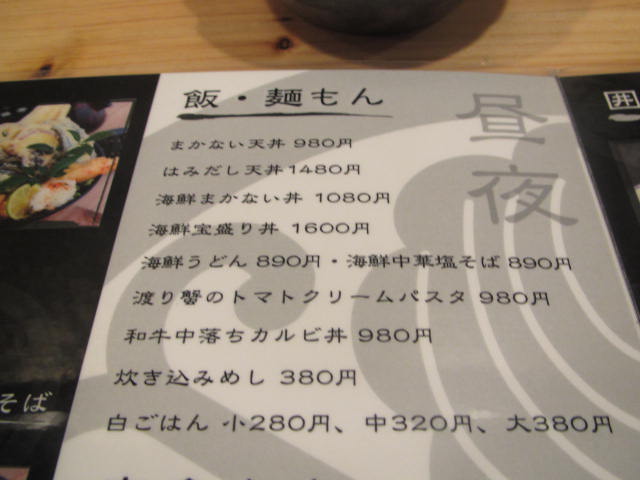 飯・麺もん
昼
夜
まかない天丼 980円
はみだし天丼 1480円
海鮮まかない丼 1080円
海鮮宝盛り丼 1600円
海鮮うどん 890円・海鮮中華塩そば 890円
渡り蟹のトマトクリームパスタ 980円
和牛中落ちカルビ丼 980円
炊き込みめし 380円
白ごはん 小280円、中320円、大380円
そば